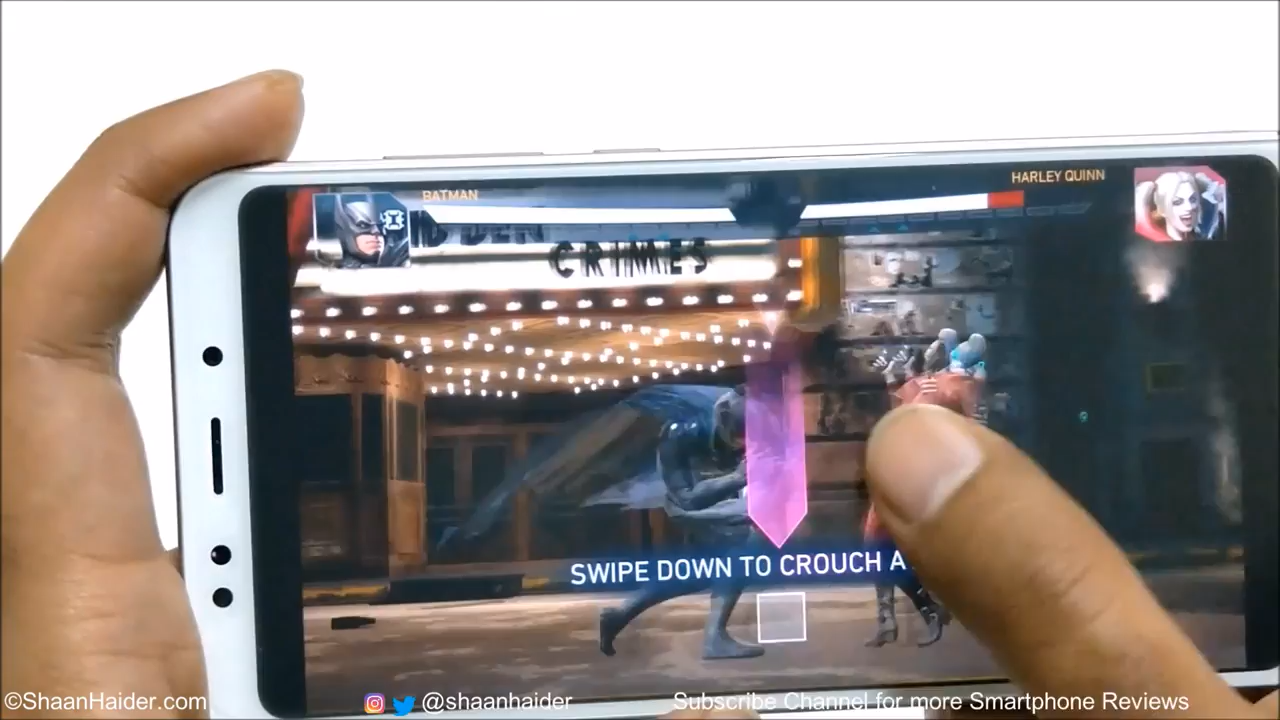 BATMAN
HARLEY QUINN
CRIMES
SWIPE DOWN TO CROUCH A
©ShaanHaider.com
@shaanhaider
Subscribe Channel for more Smartphone Reviews